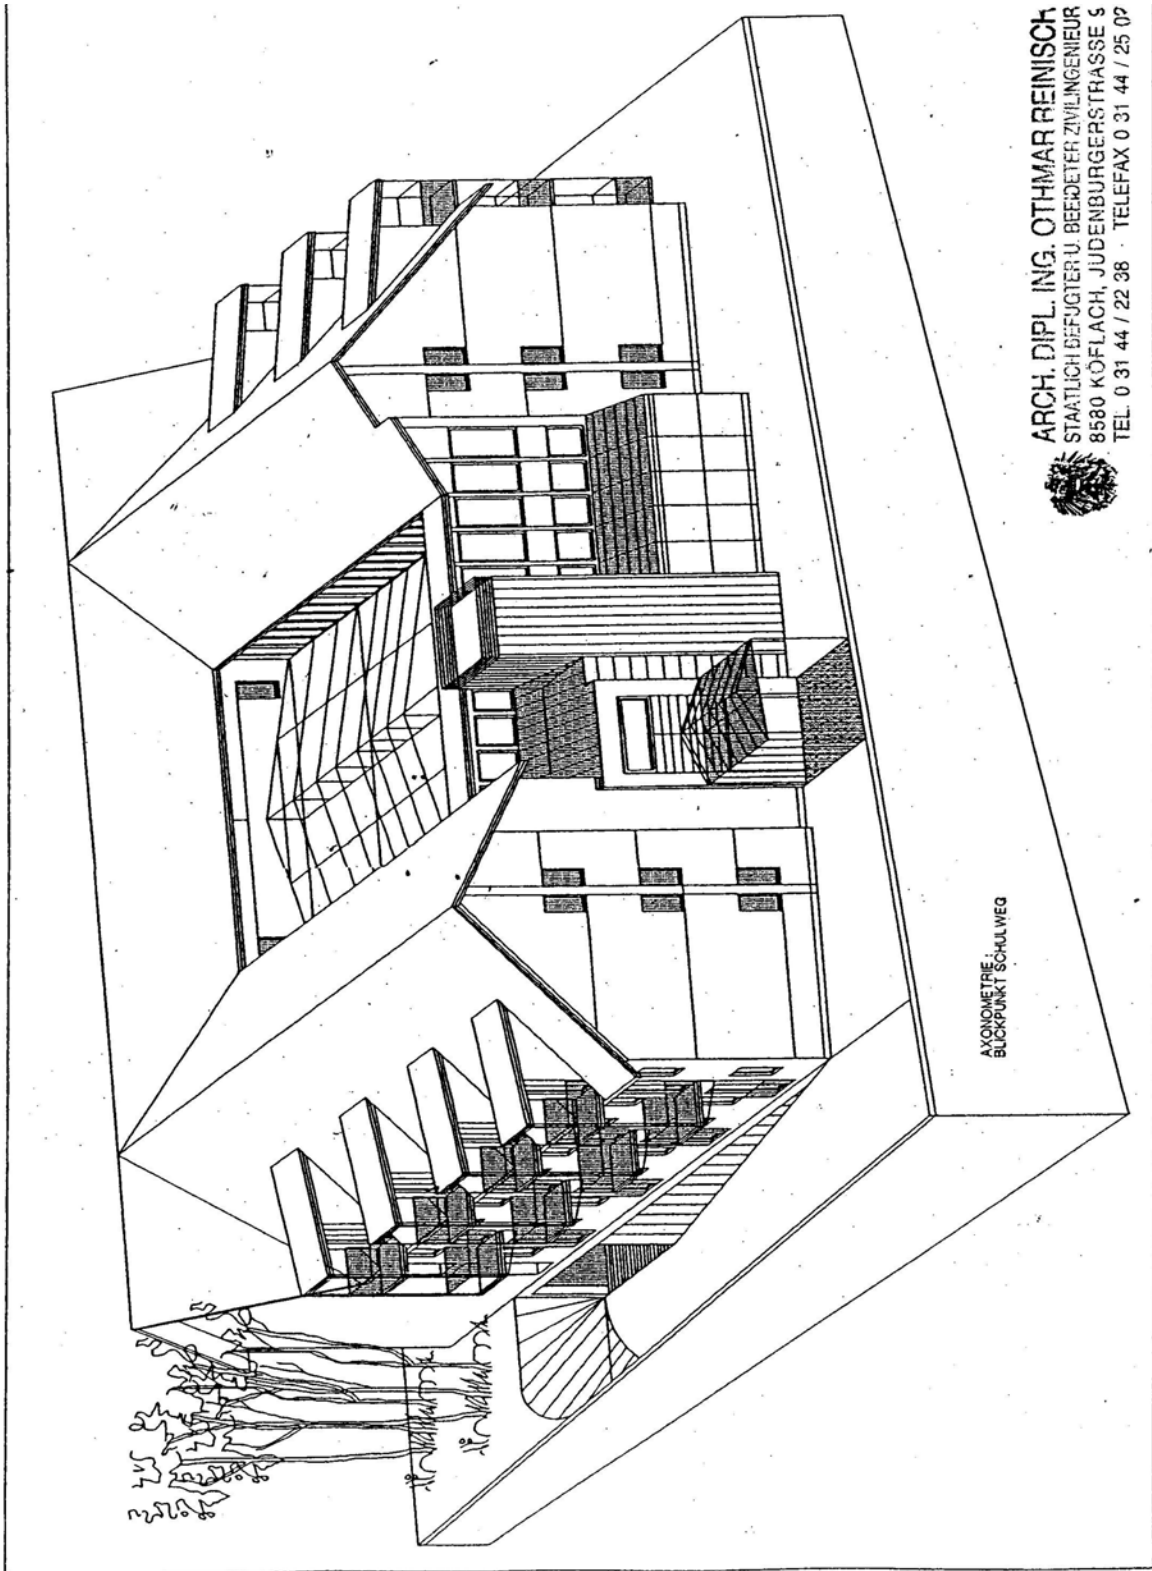 ARCH. DIPL. ING. OTHMAR REINISCH
STAATLICH BEFUGTER U. BEEIDETER ZIVILINGENIEUR
8580 KÖFLACH, JUDENBURGERSTRASSE
TEL. 0 31 44 / 22 38 · TELEFAX 0 31 44 / 25 07
AXONOMETRIE :
BLICKPUNKT SCHULWEG